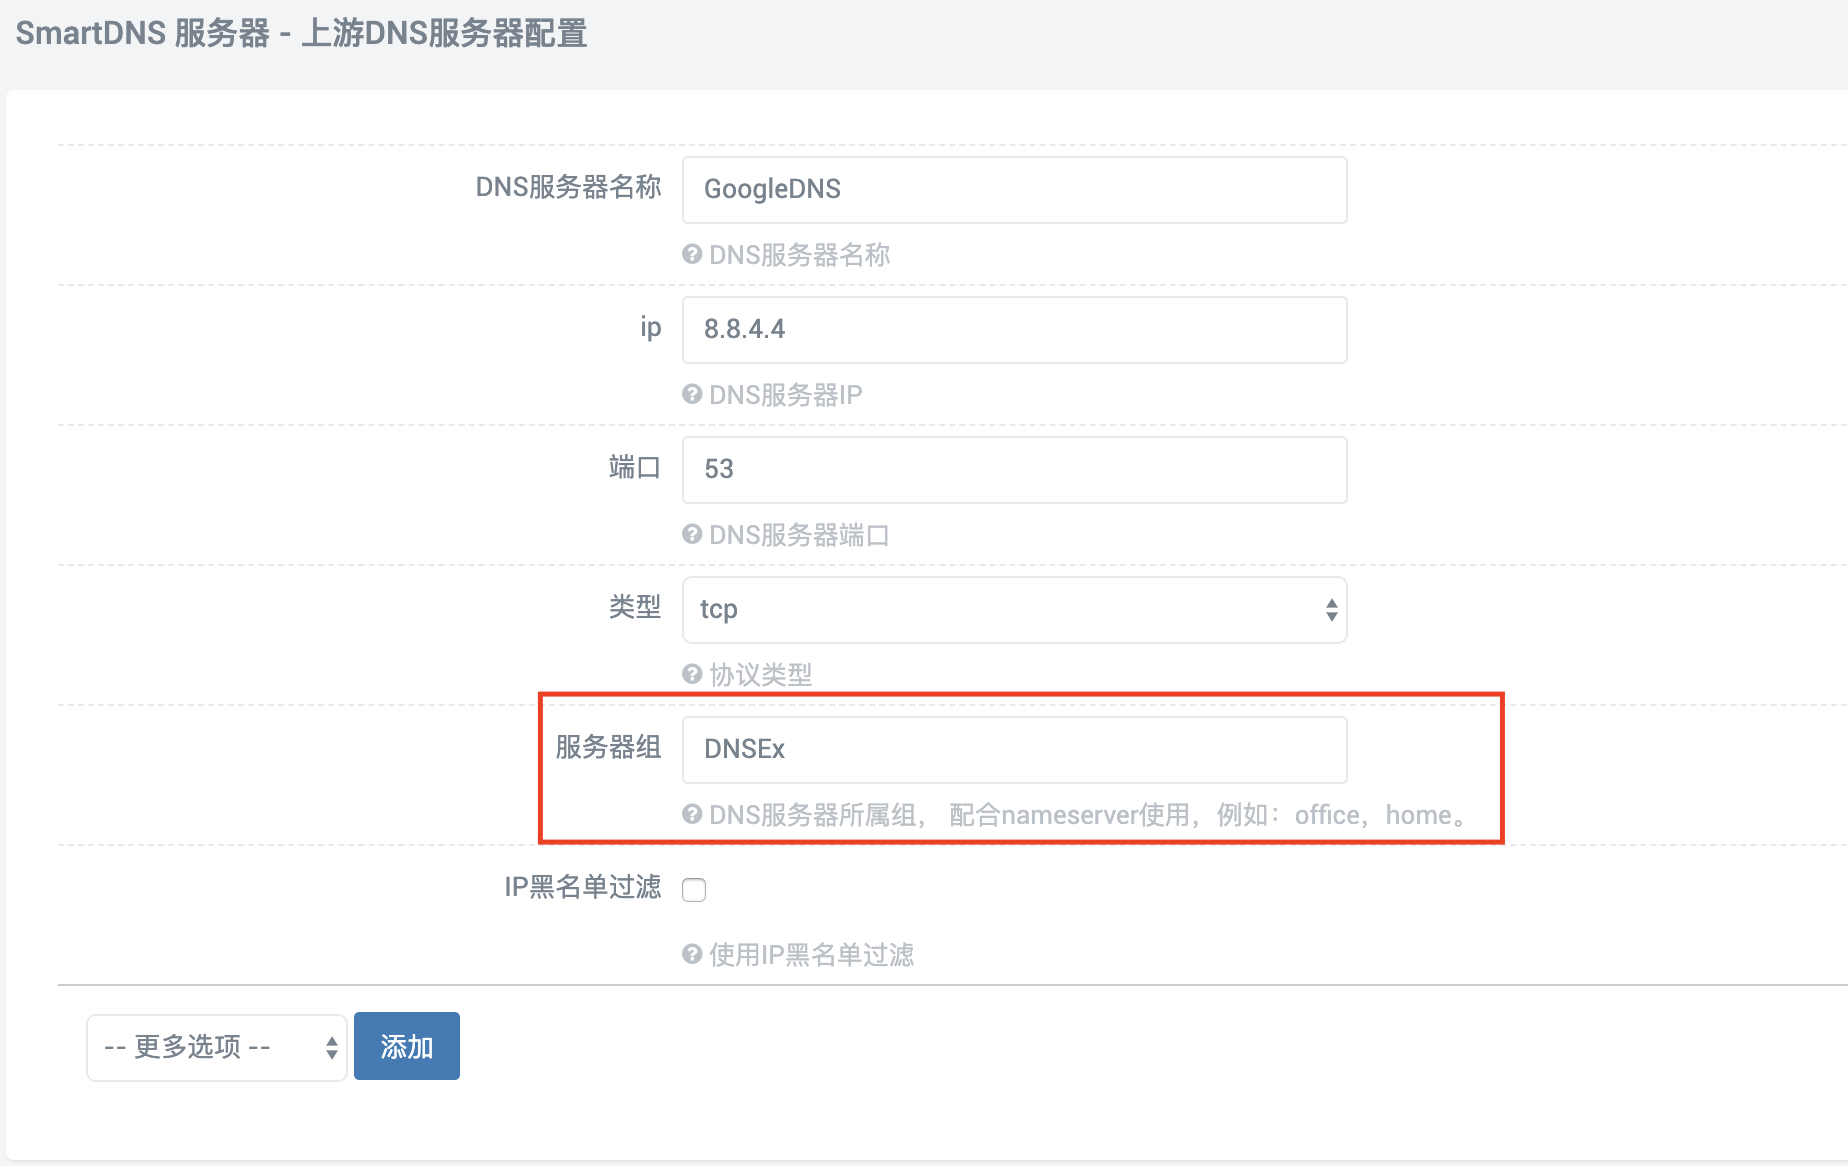 SmartDNS 服务器 - 上游DNS服务器配置
DNS服务器名称
GoogleDNS
DNS服务器名称
ip
8.8.4.4
DNS服务器IP
端口
53
DNS服务器端口
类型
tcp
协议类型
服务器组
DNSEx
DNS服务器所属组， 配合nameserver使用，例如：office，home。
IP黑名单过滤
使用IP黑名单过滤
-- 更多选项 --
添加